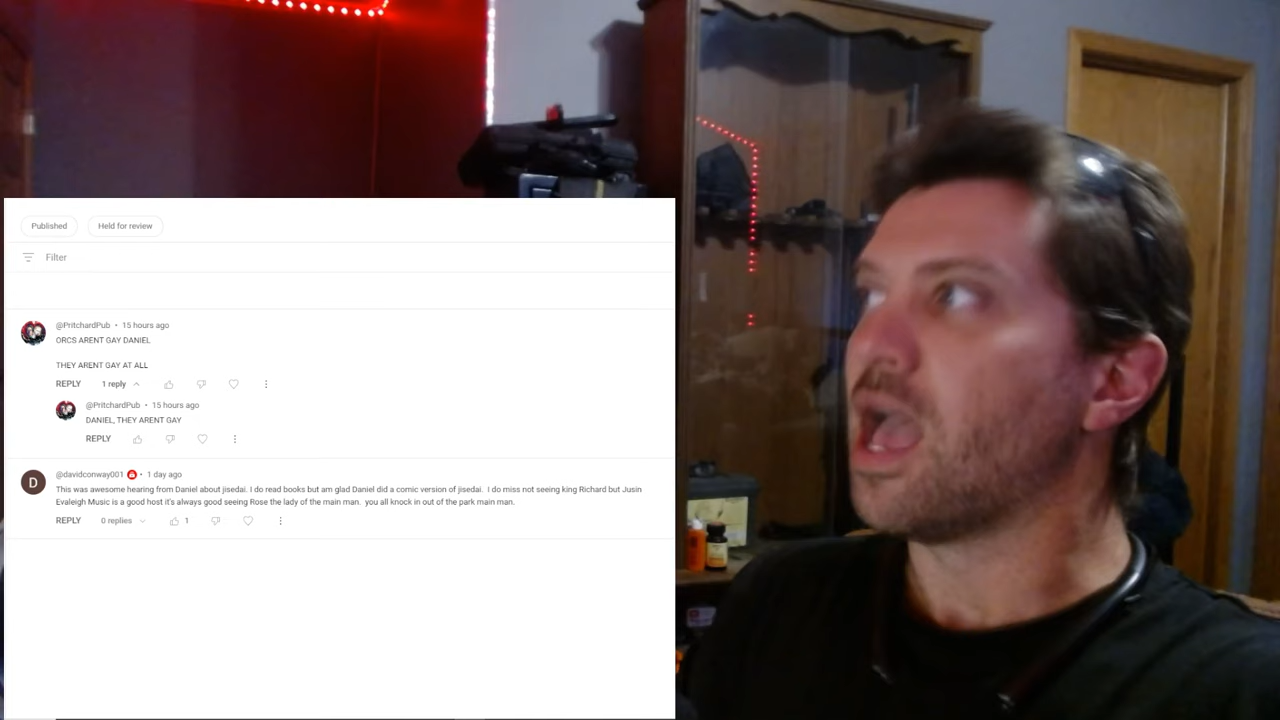 Published
Held for review
Filter
@PritchardPub • 15 hours ago
ORCS ARENT GAY DANIEL
THEY ARENT GAY AT ALL
REPLY
1 reply
@PritchardPub • 15 hours ago
DANIEL, THEY ARENT GAY
REPLY
D
@davidconway001 • 1 day ago
This was awesome hearing from Daniel about jisedai. I do read books but am glad Daniel did a comic version of jisedai. I do miss not seeing king Richard but Jusin
Evaleigh Music is a good host it's always good seeing Rose the lady of the main man. you all knock in out of the park main man.
REPLY
0 replies
1